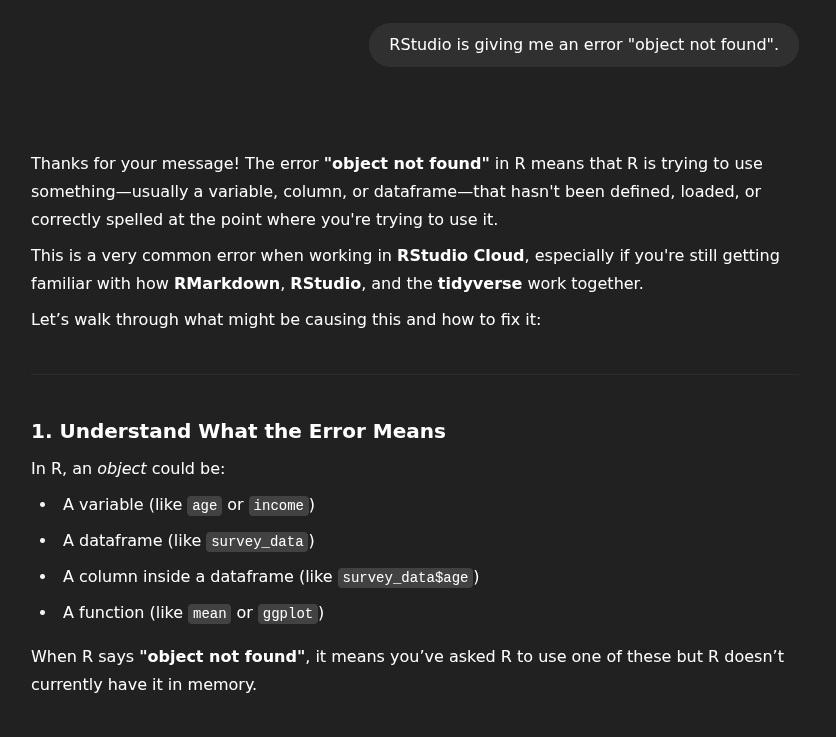 RStudio is giving me an error "object not found".
Thanks for your message! The error "object not found" in R means that R is trying to use
something—usually a variable, column, or dataframe—that hasn't been defined, loaded, or
correctly spelled at the point where you're trying to use it.
This is a very common error when working in RStudio Cloud, especially if you're still getting
familiar with how RMarkdown, RStudio, and the tidyverse work together.
Let’s walk through what might be causing this and how to fix it:
1. Understand What the Error Means
In R, an object could be:
• A variable (like age or income)
• A dataframe (like survey_data)
• A column inside a dataframe (like survey_data$age)
• A function (like mean or ggplot)
When R says "object not found", it means you’ve asked R to use one of these but R doesn’t
currently have it in memory.